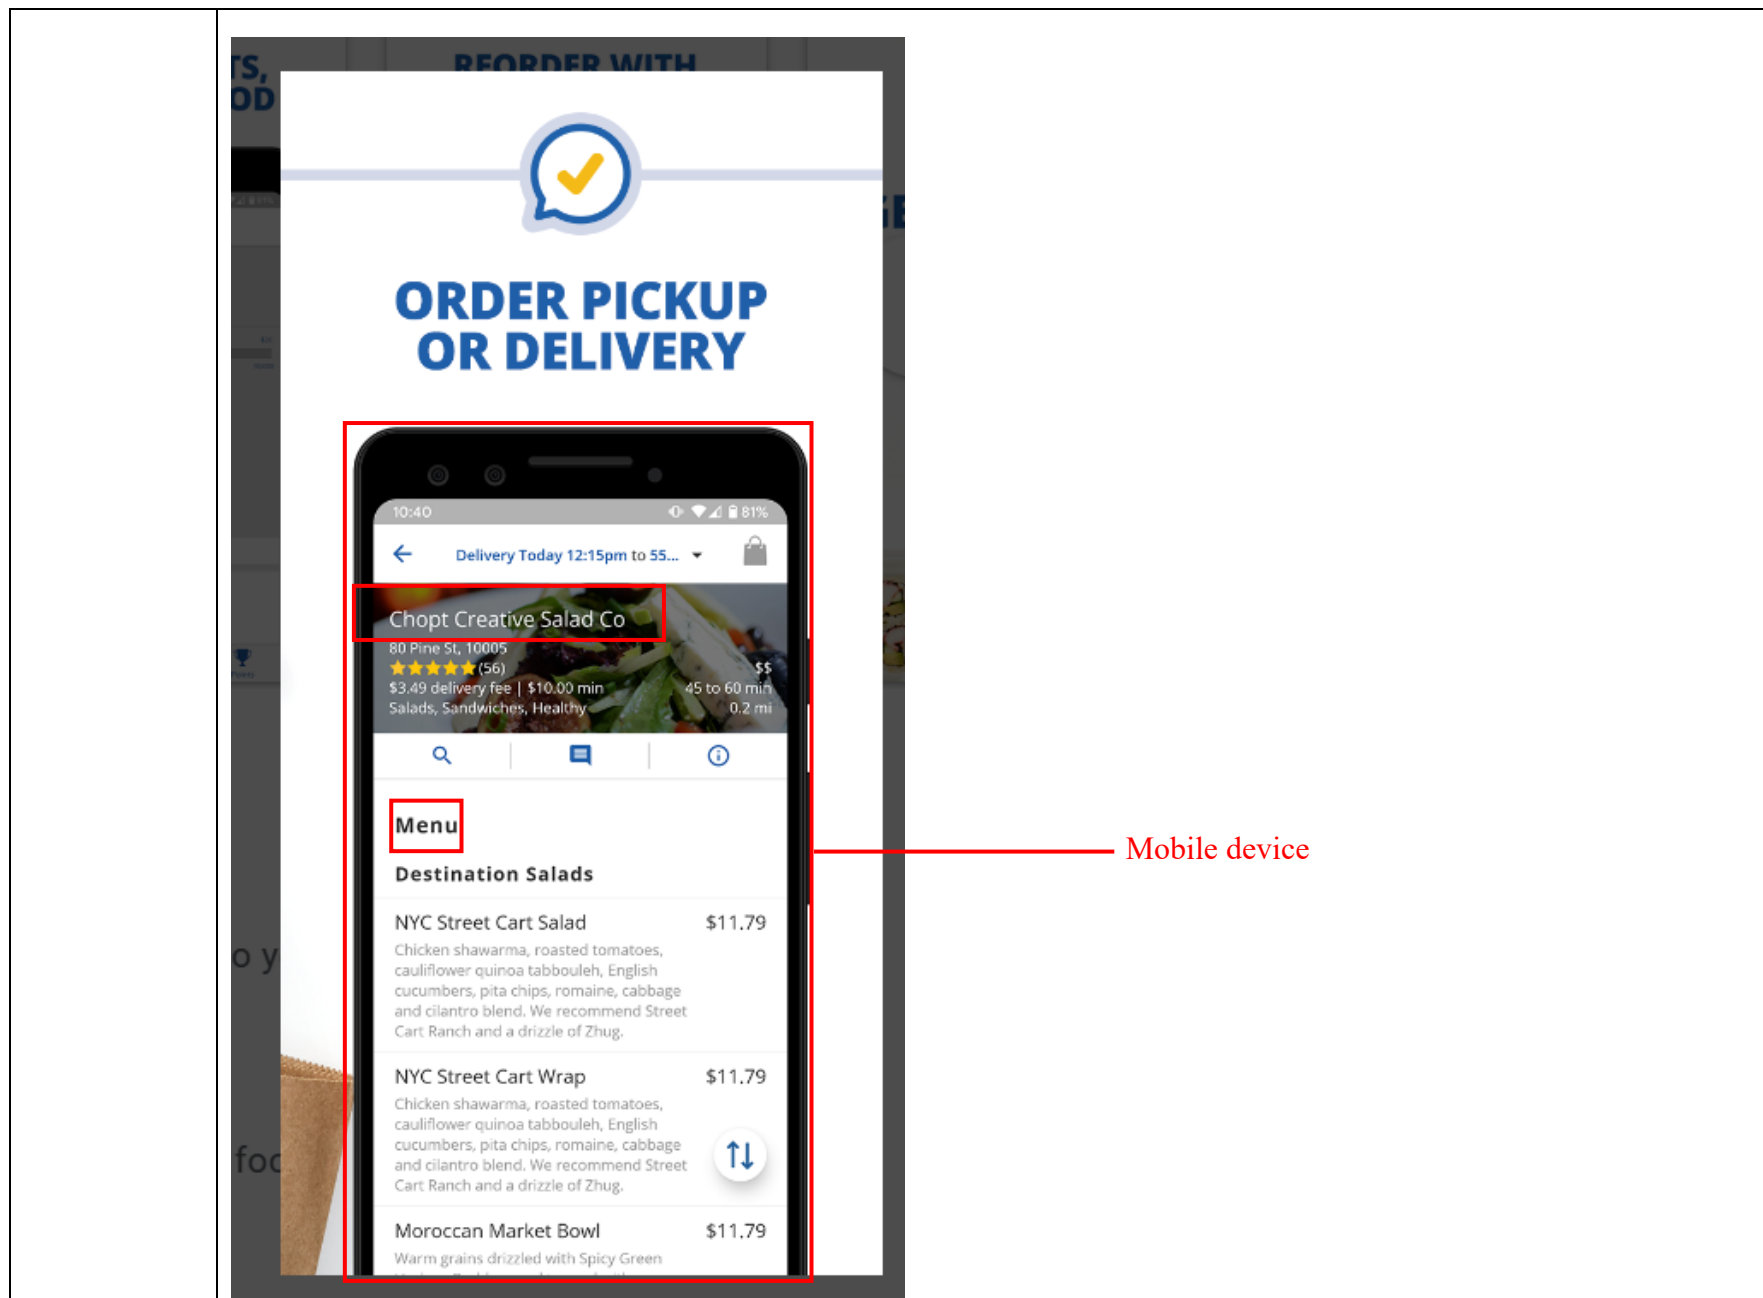 TS,
OD
REORDER WITH
ORDER PICKUP
OR DELIVERY
10:40
81%
Delivery Today 12:15pm to 55...
Chopt Creative Salad Co
80 Pine St, 10005
(56)
$$
$3.49 delivery fee | $10.00 min
45 to 60 min
Salads, Sandwiches, Healthy
0.2 mi
Menu
Mobile device
Destination Salads
NYC Street Cart Salad
$11.79
Chicken shawarma, roasted tomatoes,
cauliflower quinoa tabbouleh, English
cucumbers, pita chips, romaine, cabbage
and cilantro blend. We recommend Street
Cart Ranch and a drizzle of Zhug.
o y
NYC Street Cart Wrap
$11.79
Chicken shawarma, roasted tomatoes,
cauliflower quinoa tabbouleh, English
cucumbers, pita chips, romaine, cabbage
and cilantro blend. We recommend Street
Cart Ranch and a drizzle of Zhug.
foo
Moroccan Market Bowl
$11.79
Warm grains drizzled with Spicy Green